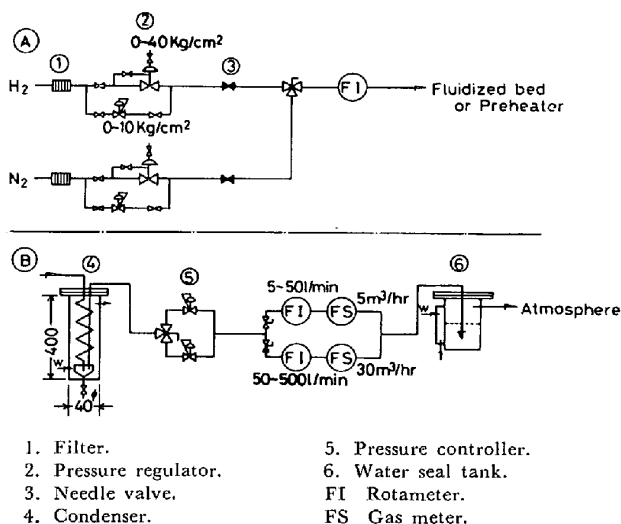 A
②
0~40Kg/cm²
①
③
H₂
FI
Fluidized bed
or Preheater
0~10Kg/cm²
N₂
B
④
⑤
⑥
5~50l/min
5m³/hr
FI
FS
Atmosphere
400
w
w
FI
FS
50~500l/min
30m³/hr
40φ
1. Filter.
2. Pressure regulator.
3. Needle valve.
4. Condenser.
5. Pressure controller.
6. Water seal tank.
FI Rotameter.
FS Gas meter.